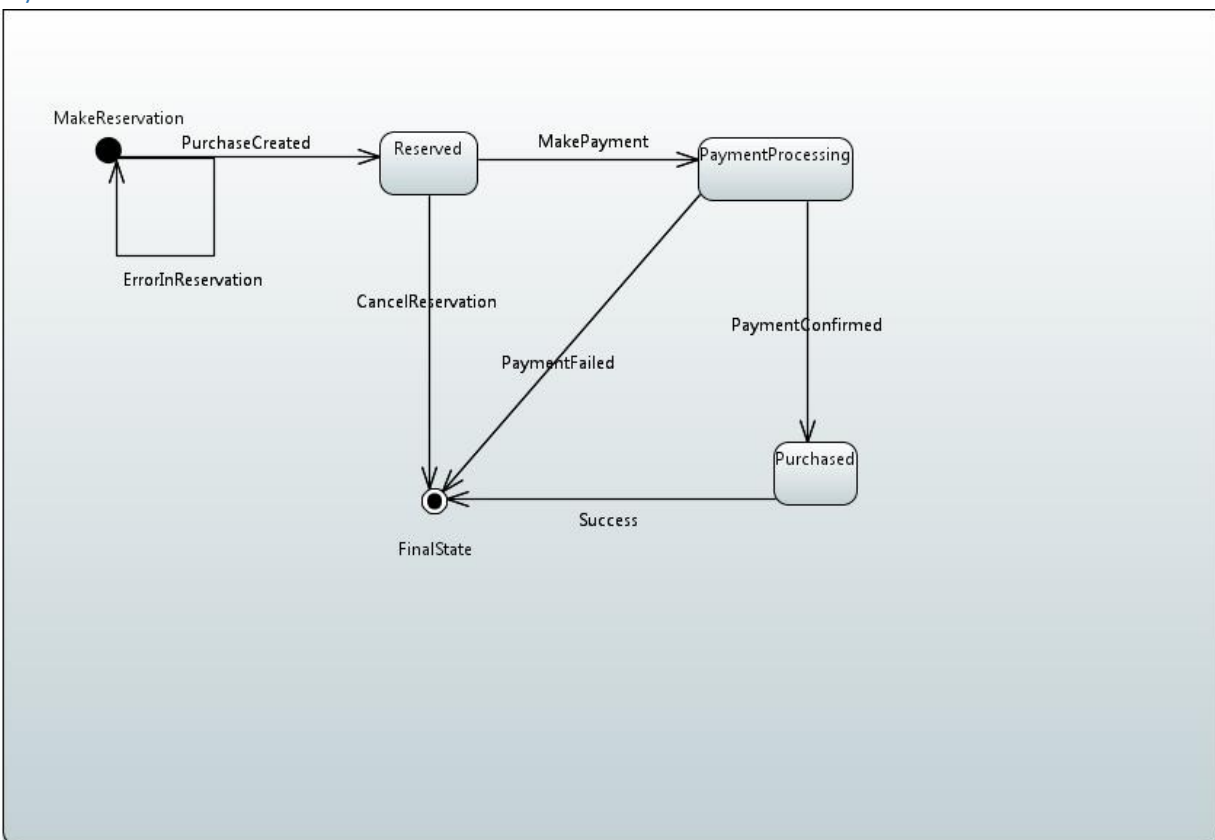 MakeReservation
PurchaseCreated
Reserved
MakePayment
PaymentProcessing
ErrorInReservation
CancelReservation
PaymentConfirmed
PaymentFailed
Purchased
Success
FinalState